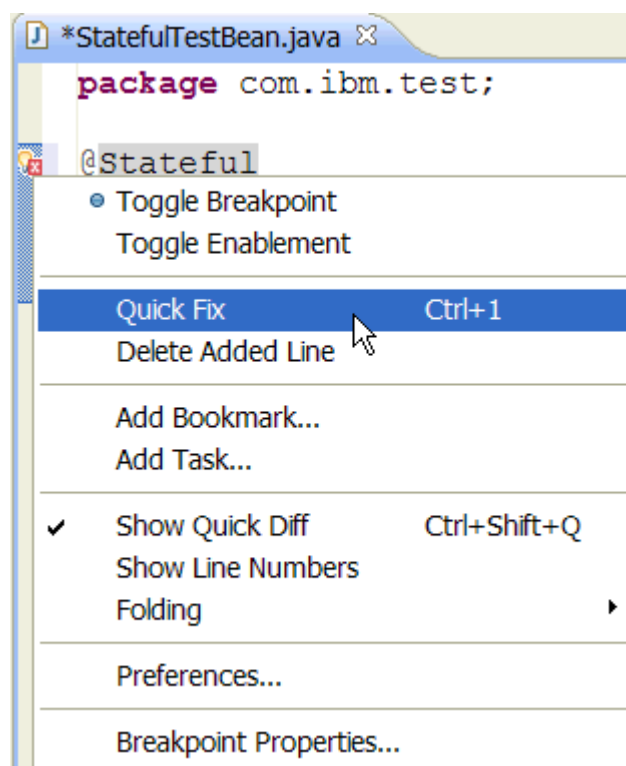 *StatefulTestBean.java
package com.ibm.test;
@Stateful
Toggle Breakpoint
Toggle Enablement
Quick Fix Ctrl+1
Delete Added Line
Add Bookmark...
Add Task...
Show Quick Diff Ctrl+Shift+Q
Show Line Numbers
Folding
Preferences...
Breakpoint Properties...